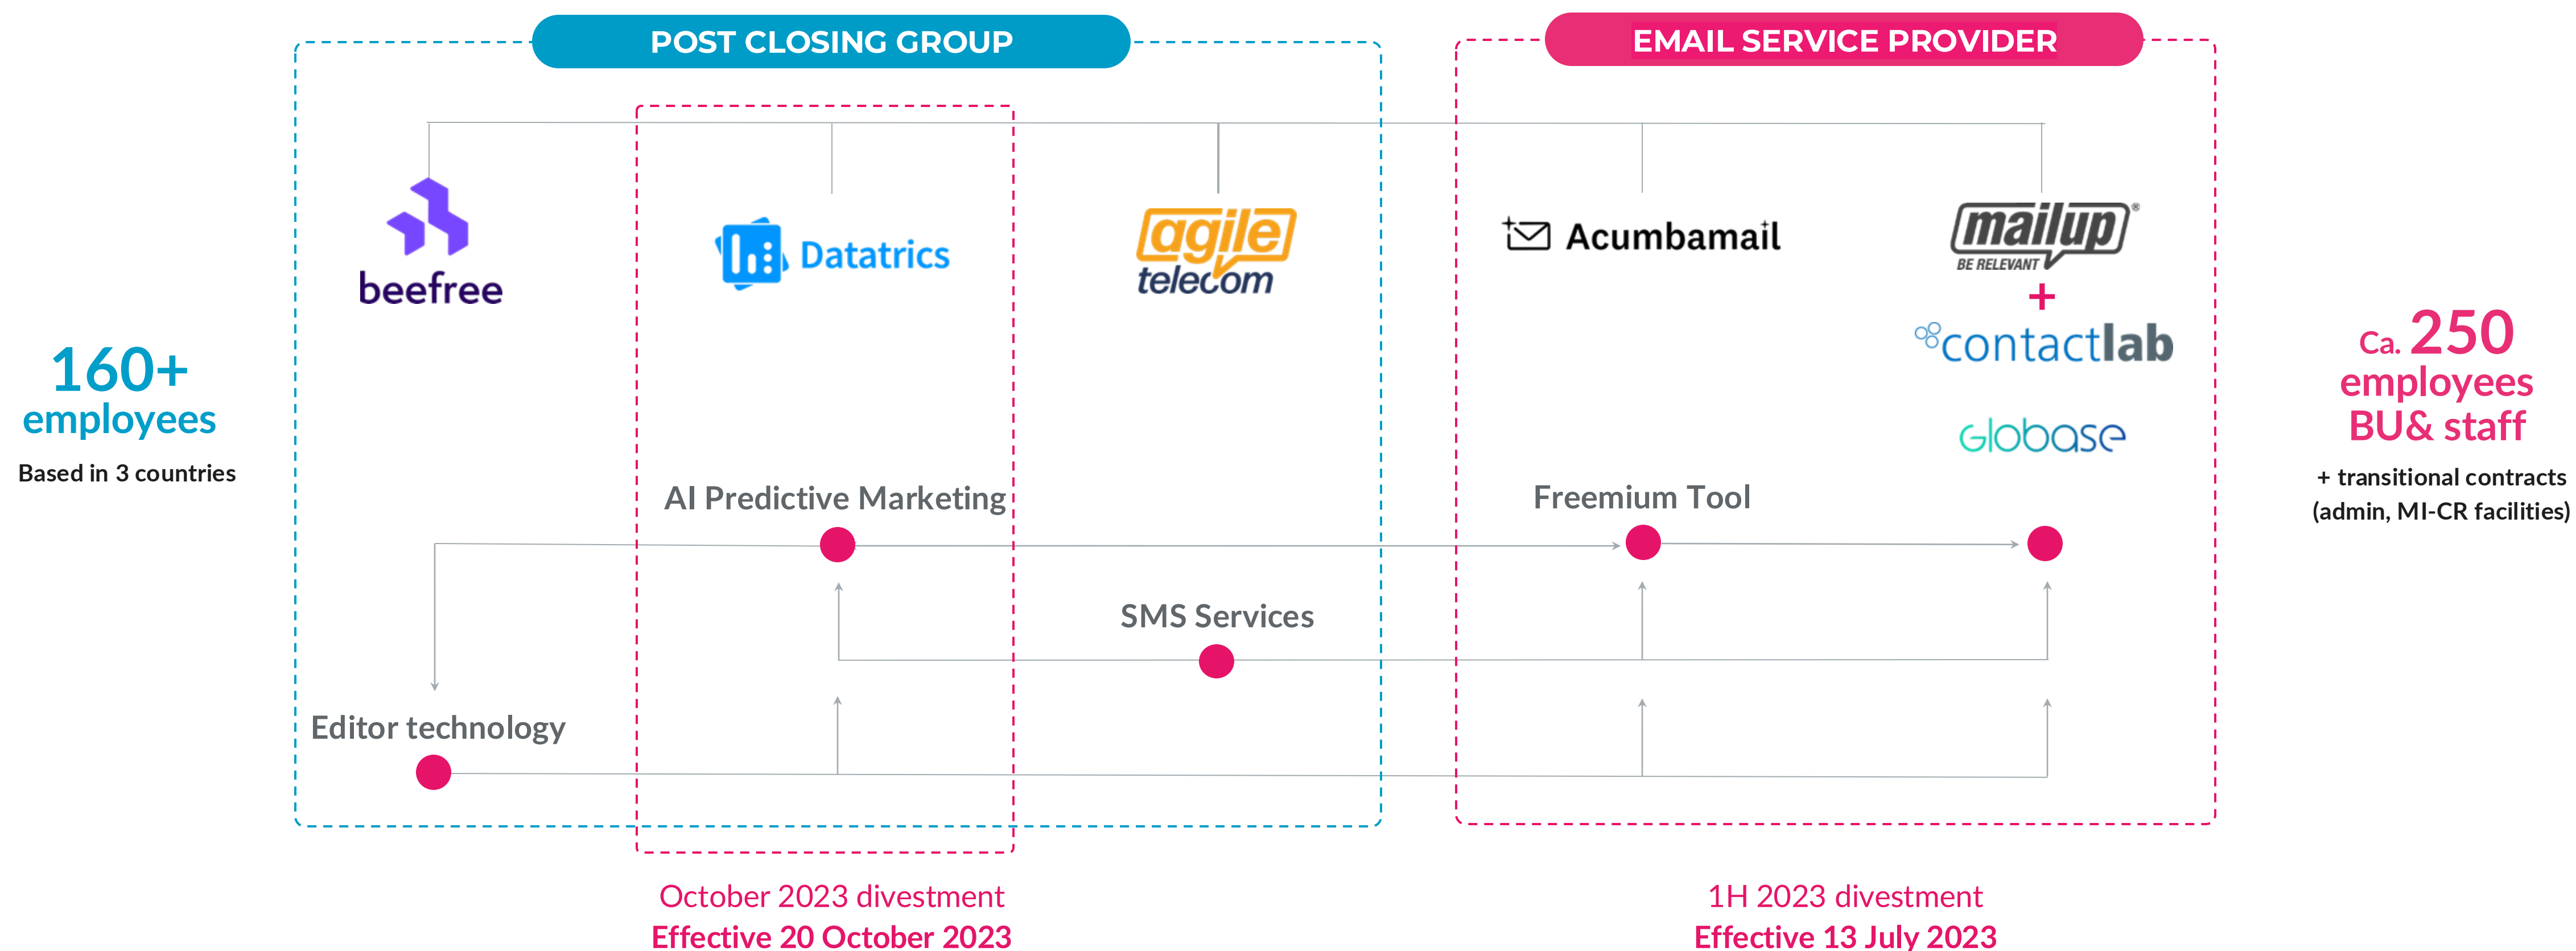 POST CLOSING GROUP
EMAIL SERVICE PROVIDER
beefree
Datatrics
agile
telecom
Acumbamail
mailup®
BE RELEVANT
+
contactlab
Globase
160+
employees
Based in 3 countries
Ca. 250
employees
BU& staff
+ transitional contracts
(admin, MI-CR facilities)
AI Predictive Marketing
Freemium Tool
SMS Services
Editor technology
October 2023 divestment
Effective 20 October 2023
1H 2023 divestment
Effective 13 July 2023